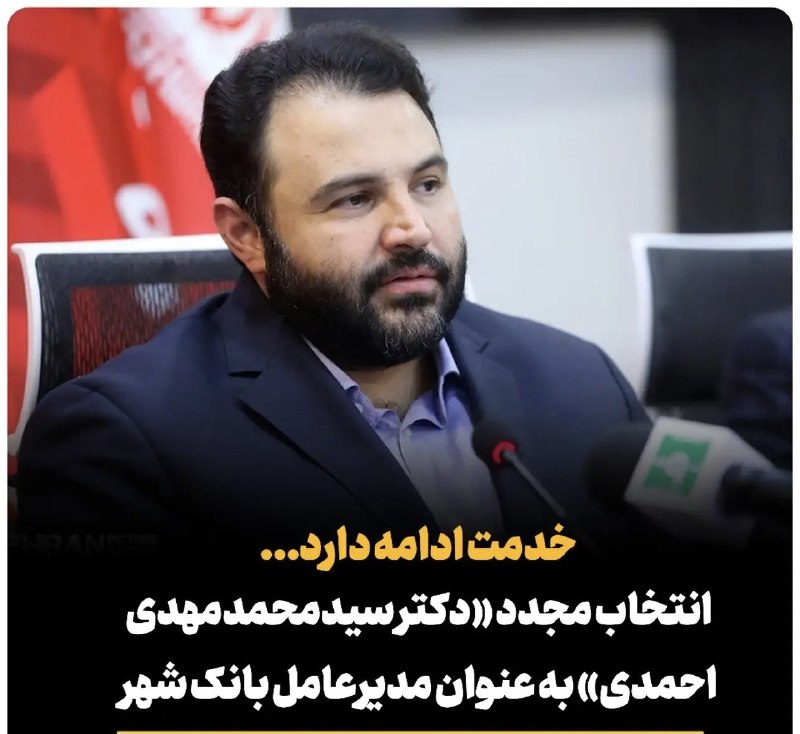 خدمت ادامه دارد...
انتخاب مجدد «دکتر سید محمد مهدی
احمدی» به عنوان مدیرعامل بانک شهر